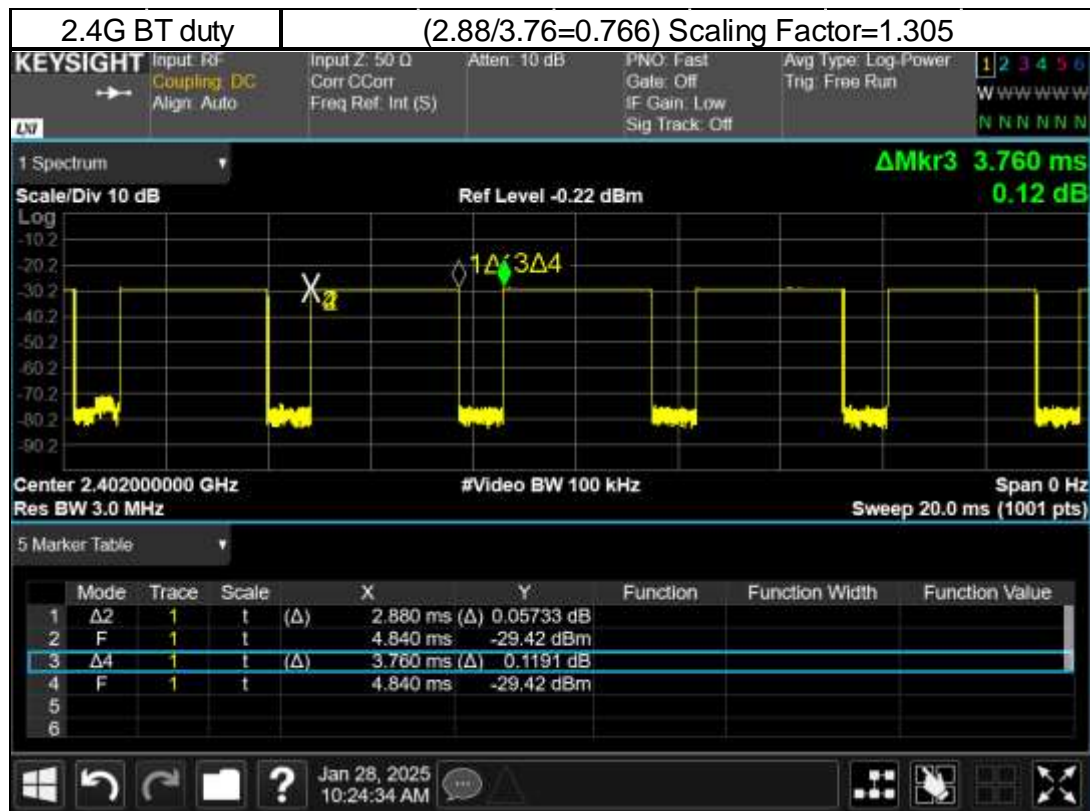 2.4G BT duty (2.88/3.76=0.766) Scaling Factor=1.305
KEYSIGHT Input: RF Input Z: 50 Ω Atten: 10 dB PNO: Fast Avg Type: Log-Power 1 2 3 4 5 6
Coupling: DC Corr CCorr Gate: Off Trig: Free Run
Align: Auto Freq Ref: Int (S) IF Gain: Low W W W W W W
LXI Sig Track: Off N N N N N N
1 Spectrum ΔMkr3 3.760 ms
Scale/Div 10 dB Ref Level -0.22 dBm 0.12 dB
Log
-10.2
-20.2 1Δ 3Δ4
-30.2 X
-40.2
-50.2
-60.2
-70.2
-80.2
-90.2
Center 2.402000000 GHz #Video BW 100 kHz Span 0 Hz
Res BW 3.0 MHz Sweep 20.0 ms (1001 pts)
5 Marker Table
Mode Trace Scale X Y Function Function Width Function Value
1 Δ2 1 t (Δ) 2.880 ms (Δ) 0.05733 dB
2 F 1 t 4.840 ms -29.42 dBm
3 Δ4 1 t (Δ) 3.760 ms (Δ) 0.1191 dB
4 F 1 t 4.840 ms -29.42 dBm
5
6
? Jan 28, 2025
10:24:34 AM